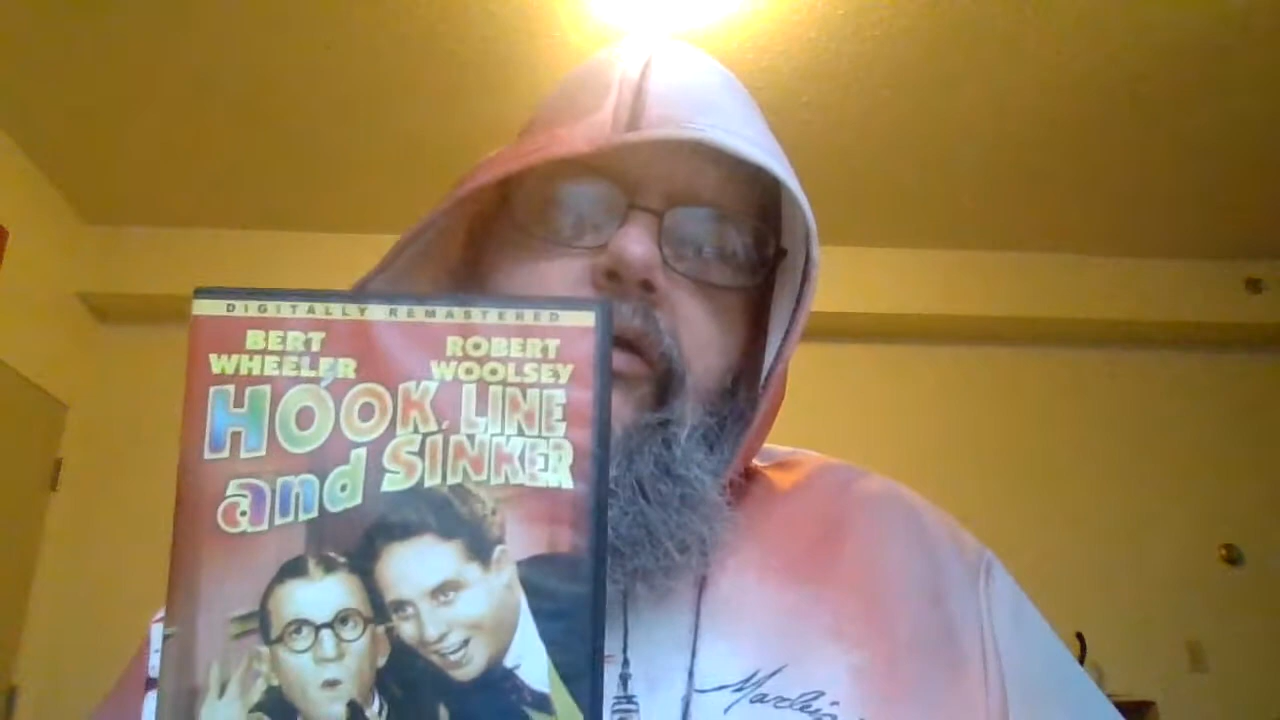 DIGITALLY REMASTERED
BERT
WHEELER
ROBERT
WOOLSEY
HOOK, LINE
and SINKER